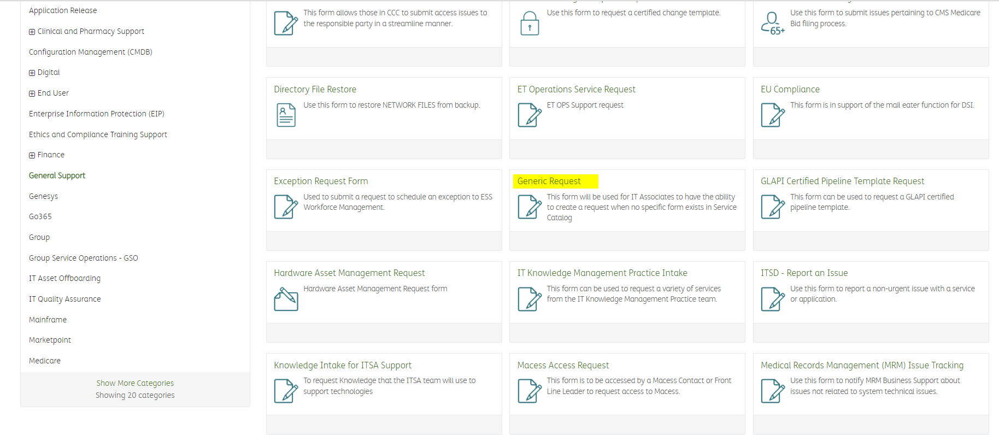 Application Release
Clinical and Pharmacy Support
Configuration Management (CMDB)
Digital
End User
Enterprise Information Protection (EIP)
Ethics and Compliance Training Support
Finance
General Support
Genesys
Go365
Group
Group Service Operations - GSO
IT Asset Offboarding
IT Quality Assurance
Mainframe
Marketpoint
Medicare
Show More Categories
Showing 20 categories
This form allows those in CCC to submit access issues to
the responsible party in a streamline manner.
Use this form to request a certified change template.
65+
Use this form to submit issues pertaining to CMS Medicare
Bid filing process.
Directory File Restore
Use this form to restore NETWORK FILES from backup.
ET Operations Service Request
ET OPS Support request
EU Compliance
This form is in support of the mail eater function for DSI.
Exception Request Form
Used to submit a request to schedule an exception to ESS
Workforce Management.
Generic Request
This form will be used for IT Associates to have the ability
to create a request when no specific form exists in Service
Catalog
GLAPI Certified Pipeline Template Request
This form can be used to request a GLAPI certified
pipeline template.
Hardware Asset Management Request
Hardware Asset Management Request form
IT Knowledge Management Practice Intake
This form can be used to request a variety of services
from the IT Knowledge Management Practice team.
ITSD - Report an Issue
Use this form to report a non-urgent issue with a service
or application.
Knowledge Intake for ITSA Support
To request Knowledge that the ITSA team will use to
support technologies
Macess Access Request
This form is to be accessed by a Macess Contact or Front
Line Leader to request access to Macess.
Medical Records Management (MRM) Issue Tracking
Use this form to notify MRM Business Support about
issues not related to system technical issues.